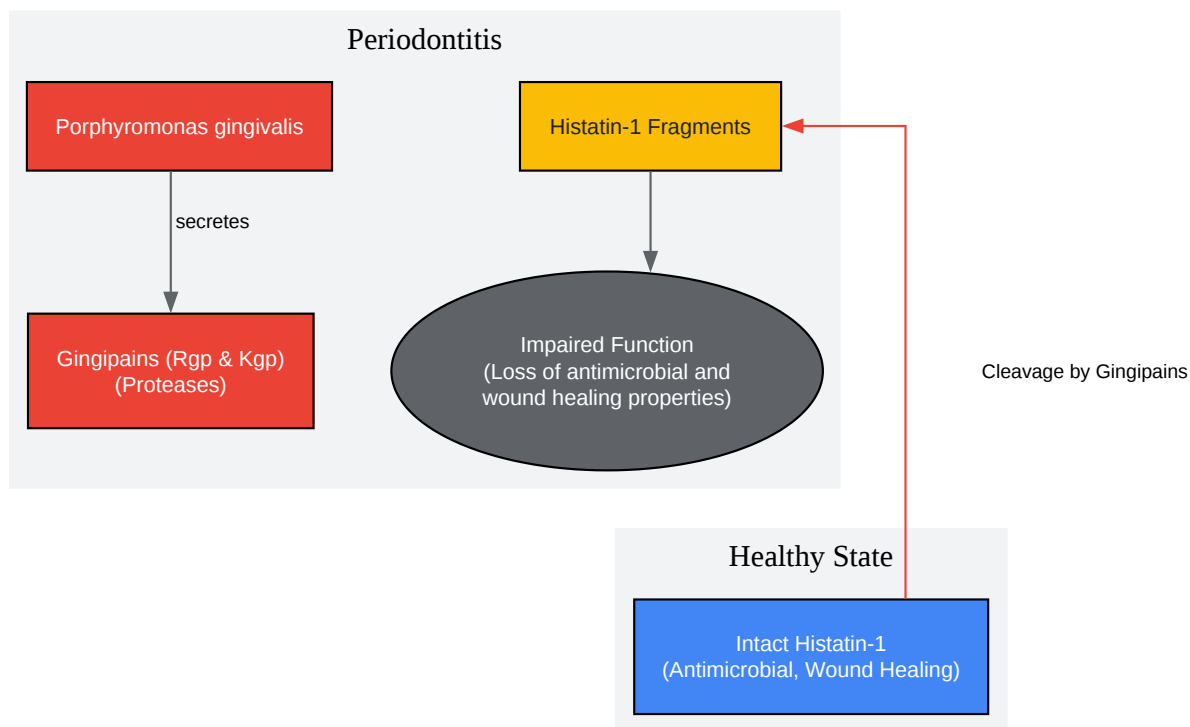 Periodontitis
Porphyromonas gingivalis
Histatin-1 Fragments
secretes
Gingipains (Rgp & Kgp)
(Proteases)
Impaired Function
(Loss of antimicrobial and
wound healing properties)
Cleavage by Gingipains
Healthy State
Intact Histatin-1
(Antimicrobial, Wound Healing)